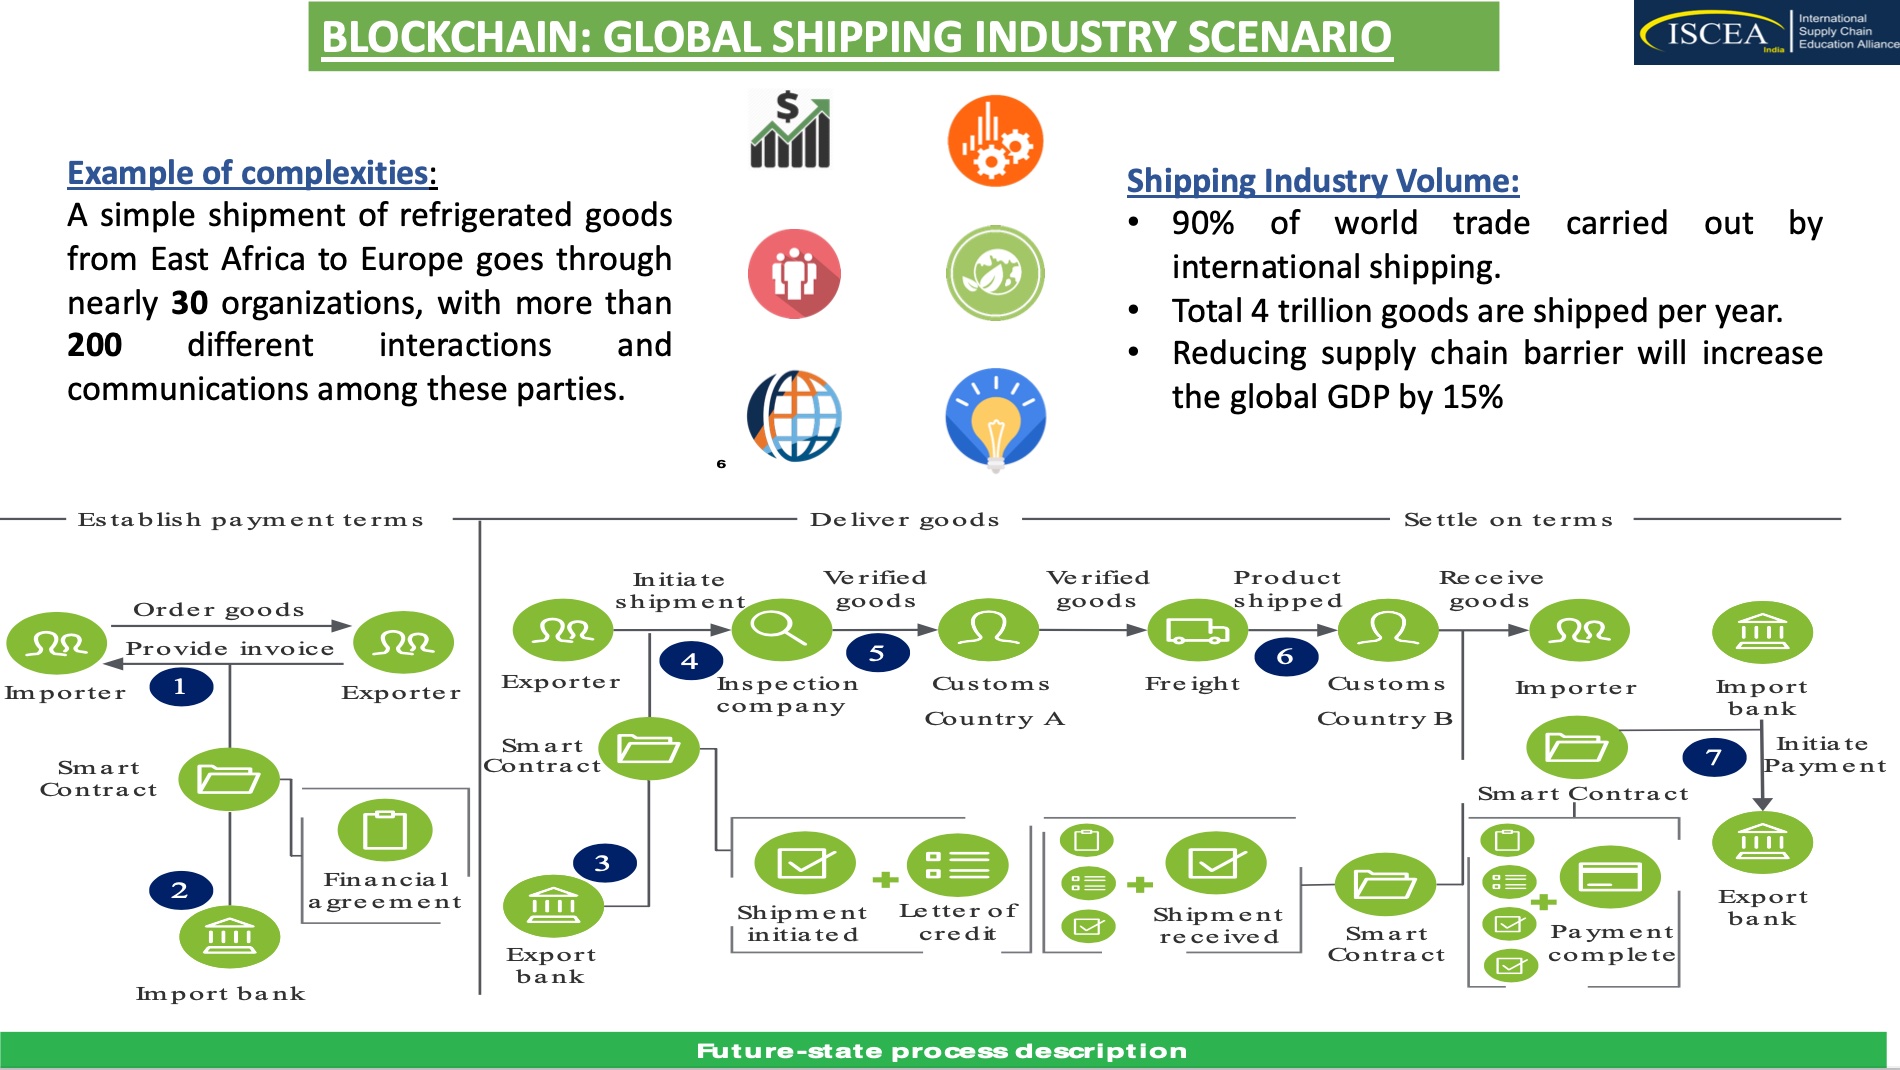 BLOCKCHAIN: GLOBAL SHIPPING INDUSTRY SCENARIO
ISCEA
India
International
Supply Chain
Education Alliance
Example of complexities:
A simple shipment of refrigerated goods
from East Africa to Europe goes through
nearly 30 organizations, with more than
200 different interactions and
communications among these parties.
$
Shipping Industry Volume:
• 90% of world trade carried out by
international shipping.
• Total 4 trillion goods are shipped per year.
• Reducing supply chain barrier will increase
the global GDP by 15%
6
Establish payment terms
Order goods
Provide invoice
Importer
1
Exporter
Smart
Contract
Financial
agreement
2
Import bank
Deliver goods
Initiate
shipment
Verified
goods
Verified
goods
Product
shipped
Receive
goods
Exporter
4
Inspection
company
5
Customs
Country A
Freight
6
Customs
Country B
Importer
Smart
Contract
3
Export
bank
Shipment
initiated
Letter of
credit
Shipment
received
Smart
Contract
Settle on terms
Import
bank
7
Initiate
Payment
Smart Contract
Payment
complete
Export
bank
Future-state process description